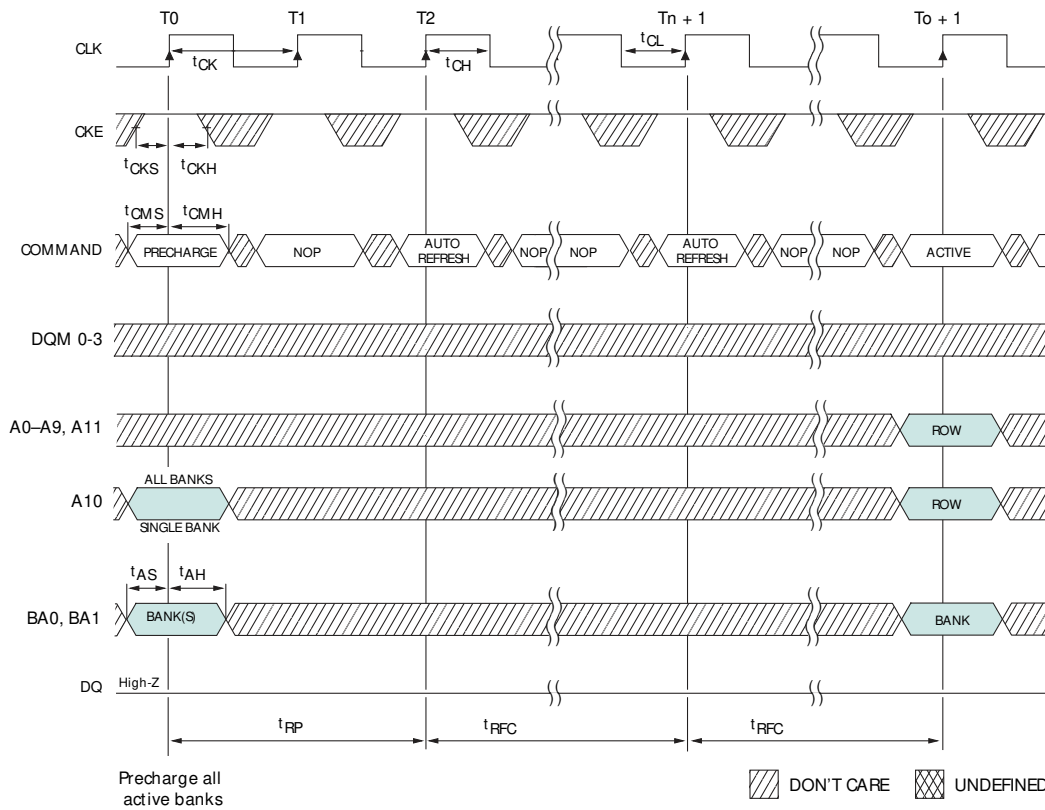 T0 T1 T2 Tn + 1 To + 1
CLK
tCK tCH tCL
CKE
tCKS tCKH
tCMS tCMH
COMMAND PRECHARGE NOP AUTO REFRESH NOP NOP AUTO REFRESH NOP NOP ACTIVE
DQM 0-3
A0–A9, A11 ROW
ALL BANKS
A10 ROW
SINGLE BANK
tAS tAH
BA0, BA1 BANK(S) BANK
DQ High-Z
tRP tRFC tRFC
Precharge all
active banks
DON'T CARE UNDEFINED